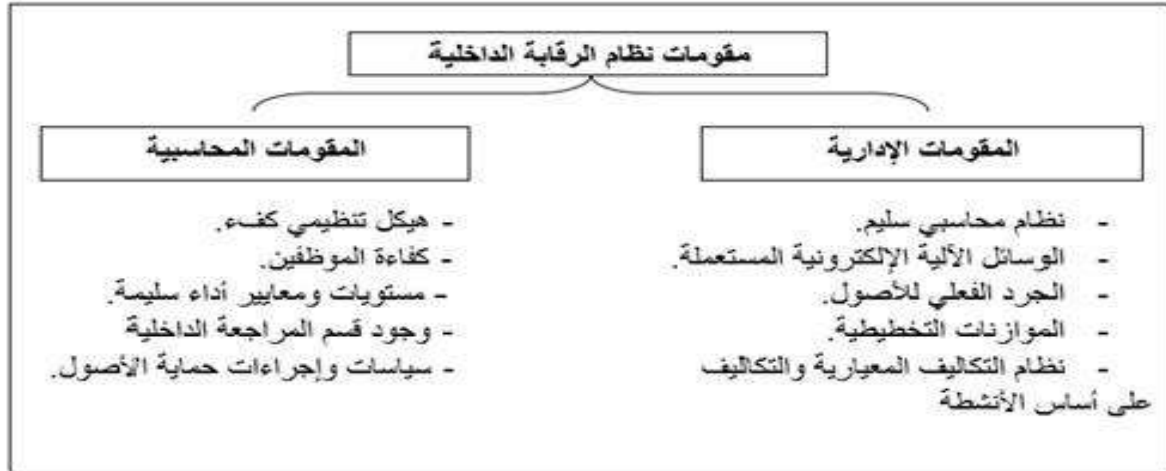 مقومات نظام الرقابة الداخلية
المقومات الإدارية
- نظام محاسبي سليم.
- الوسائل الألية الإلكترونية المستعملة.
- الجرد الفعلي للأصول.
- الموازنات التخطيطية.
- نظام التكاليف المعيارية والتكاليف
على أساس الأنشطة
المقومات المحاسبية
- هيكل تنظيمي كفء.
- كفاءة الموظفين.
- مستويات ومعايير أداء سليمة.
- وجود قسم المراجعة الداخلية
- سياسات وإجراءات حماية الأصول.